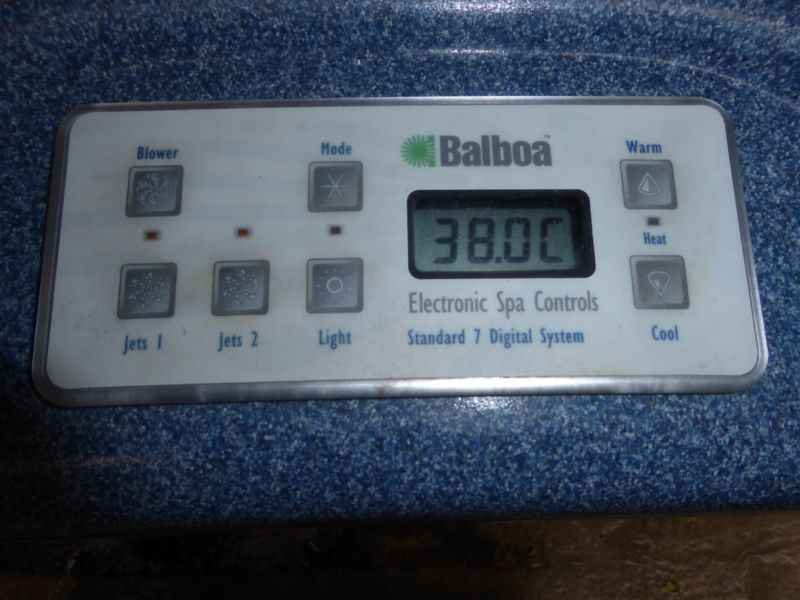 Blower
Mode
Balboa™
Warm
38.0C
Heat
Electronic Spa Controls
Jets 1
Jets 2
Light
Standard 7 Digital System
Cool